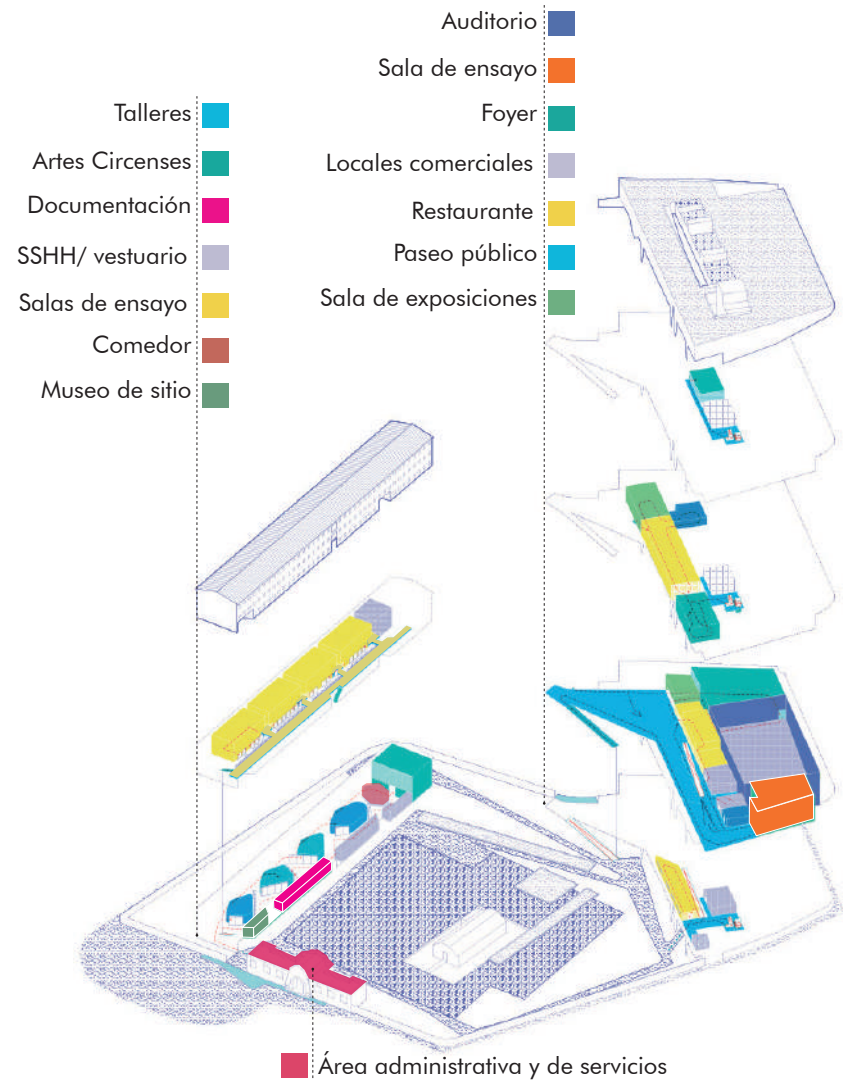 Auditorio
Sala de ensayo
Foyer
Locales comerciales
Restaurante
Paseo público
Sala de exposiciones
Talleres
Artes Circenses
Documentación
SSHH/ vestuario
Salas de ensayo
Comedor
Museo de sitio
Área administrativa y de servicios